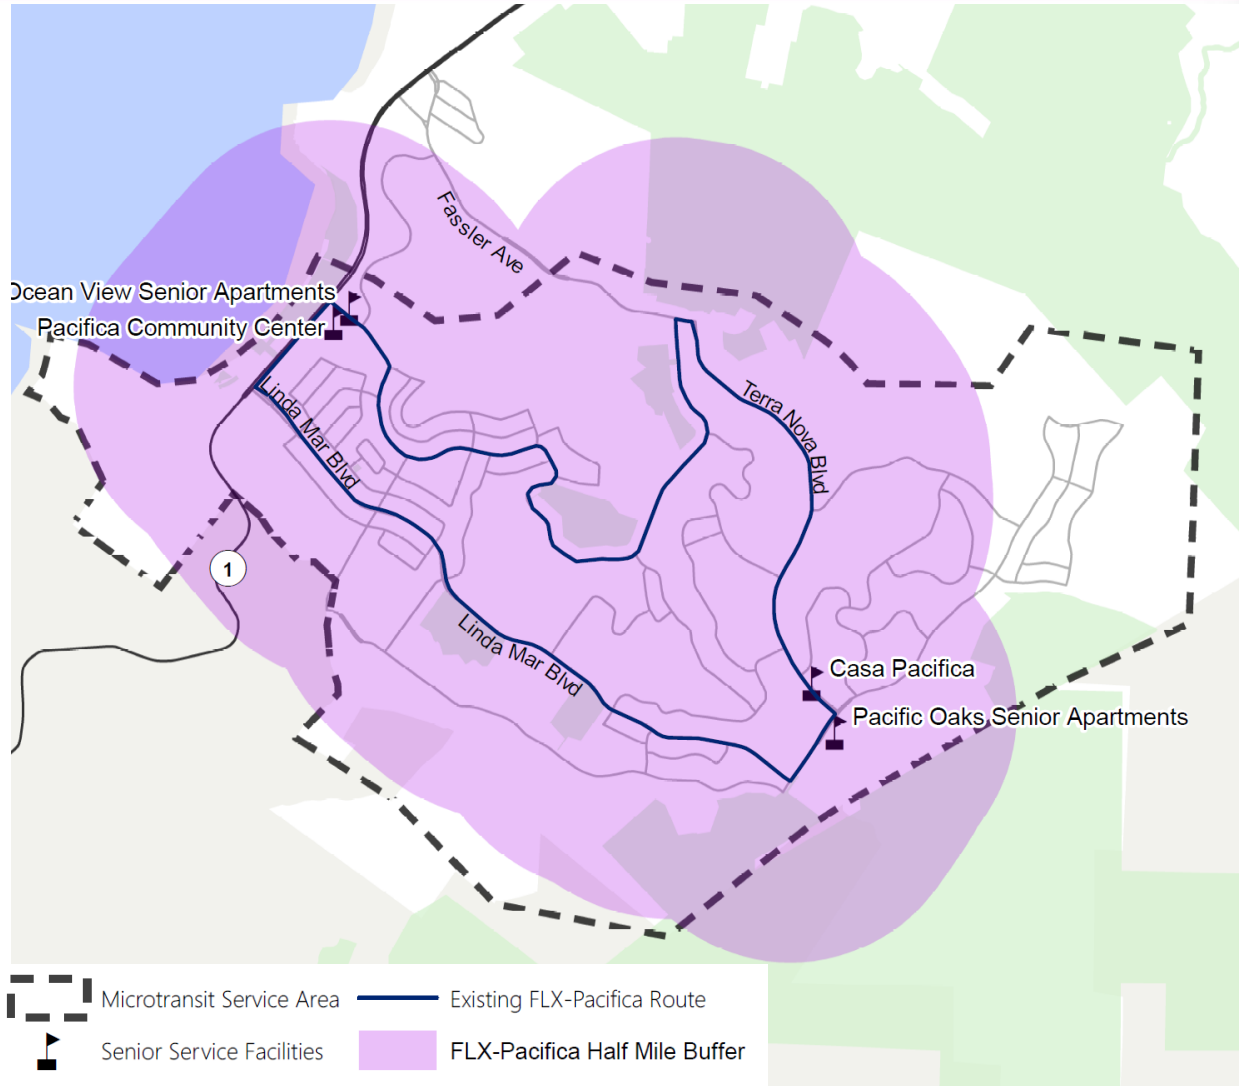 Fassler Ave
Ocean View Senior Apartments
Pacifica Community Center
Linda Mar Blvd
Terra Nova Blvd
1
Linda Mar Blvd
Casa Pacifica
Pacific Oaks Senior Apartments
Microtransit Service Area
Existing FLX-Pacifica Route
Senior Service Facilities
FLX-Pacifica Half Mile Buffer